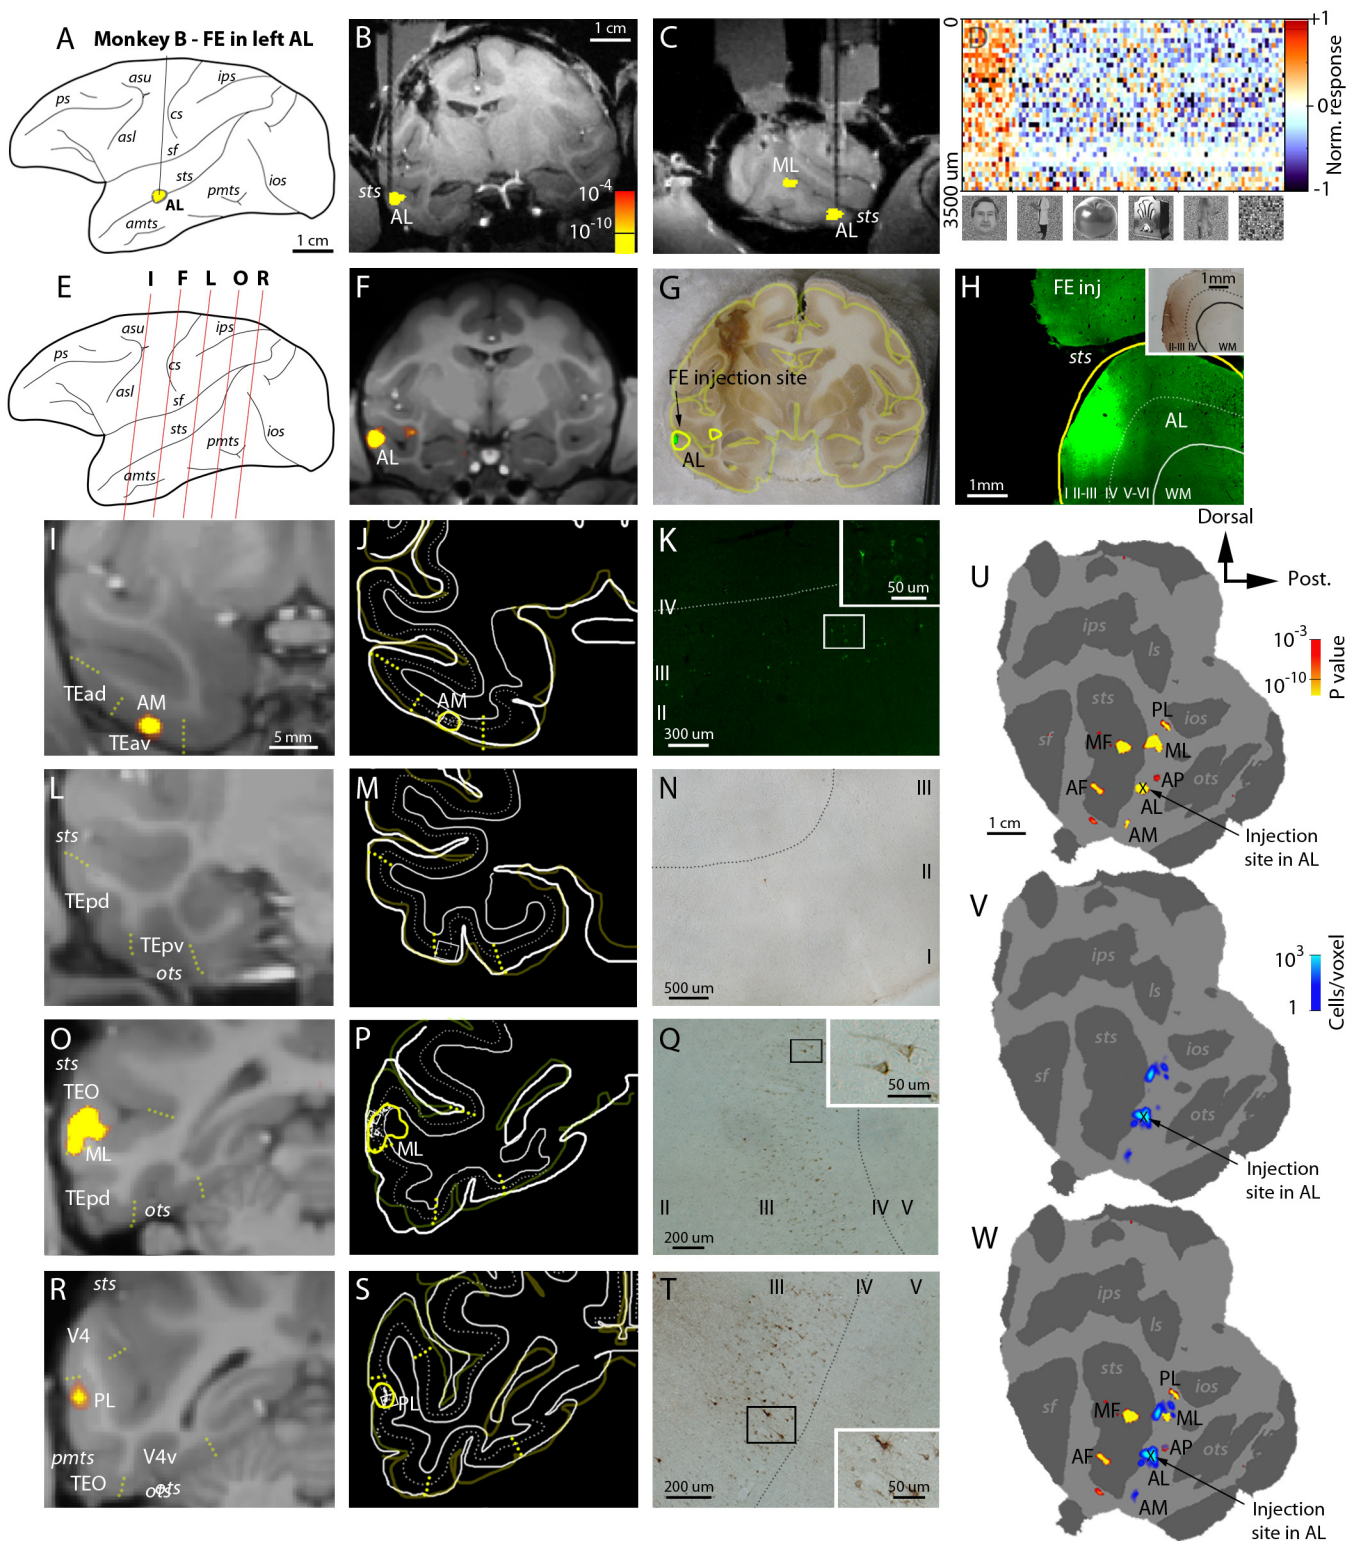 A
Monkey B - FE in left AL
ps
asu
ips
cs
asl
sf
sts
pmts
ios
AL
amts
1 cm
B
1 cm
sts
AL
10-4
10-10
C
ML
sts
AL
D
0
3500 um
+1
0
-1
Norm. response
E
I F L O R
ps
asu
ips
cs
asl
sf
sts
pmts
ios
amts
F
AL
G
FE injection site
AL
H
FE inj
sts
1mm
II-III IV WM
AL
I II-III IV V-VI WM
1mm
I
TEad
AM
TEav
5 mm
J
AM
K
IV
III
II
50 um
300 um
L
sts
TEpd
TEpv
ots
M
N
III
II
I
500 um
O
sts
TEO
ML
TEpd
ots
P
ML
Q
50 um
II III IV V
200 um
R
sts
V4
PL
pmts
V4v
TEO
ots
ots
S
PL
T
III IV V
200 um
50 um
Dorsal
Post.
U
ips
ls
sts
sf
PL
ios
MF
ML
AP
ots
AF
AL
AM
1 cm
10-3
10-10
P value
Injection
site in AL
V
ips
ls
sts
ios
sf
ots
103
1
Cells/voxel
Injection
site in AL
W
ips
ls
sts
PL
ios
sf
MF
ML
AP
ots
AF
AL
AM
Injection
site in AL